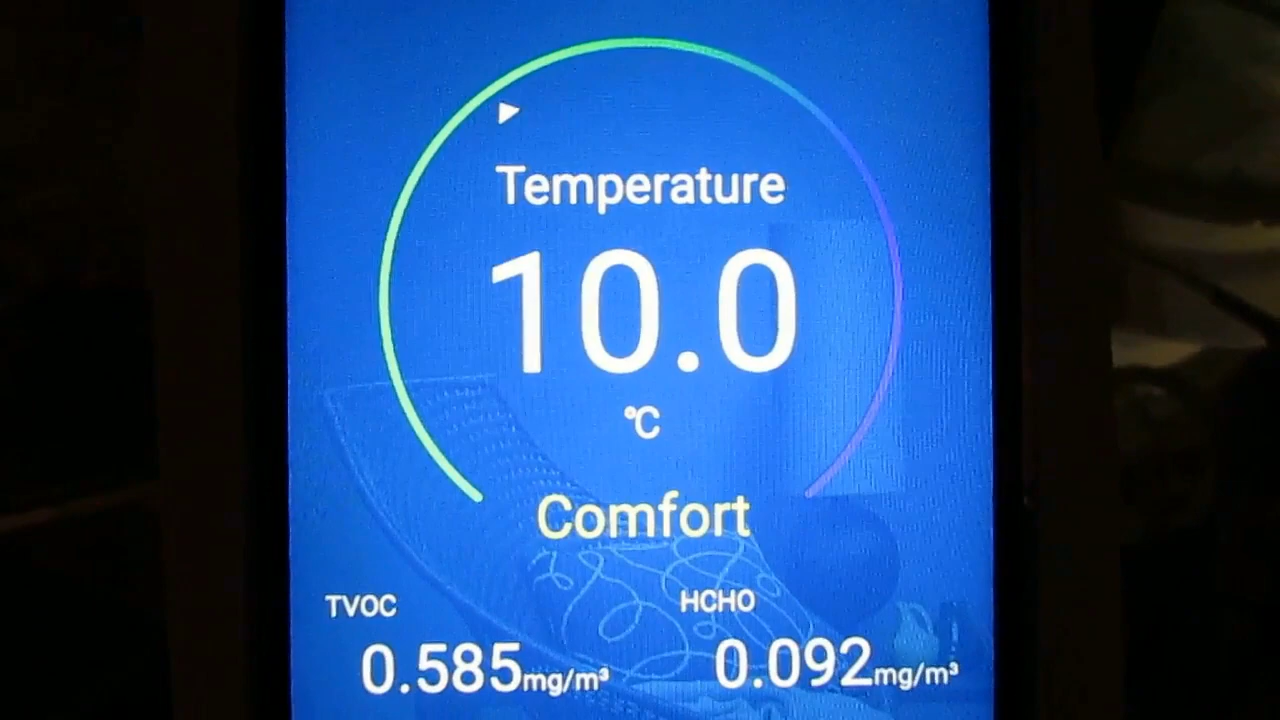 Temperature
10.0
℃
Comfort
TVOC HCHO
0.585mg/m³ 0.092mg/m³